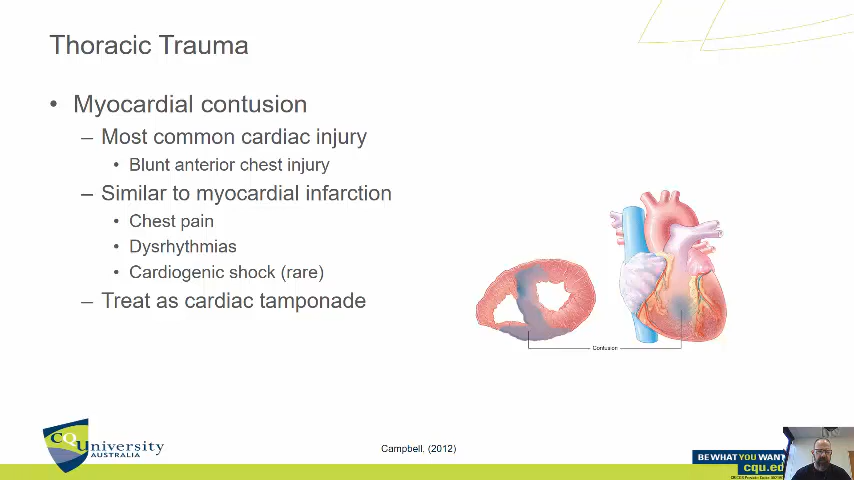 Thoracic Trauma
• Myocardial contusion
– Most common cardiac injury
• Blunt anterior chest injury
– Similar to myocardial infarction
• Chest pain
• Dysrhythmias
• Cardiogenic shock (rare)
– Treat as cardiac tamponade
Contusion
CQUniversity
AUSTRALIA
Campbell, (2012)
BE WHAT YOU WANT
cqu.ed